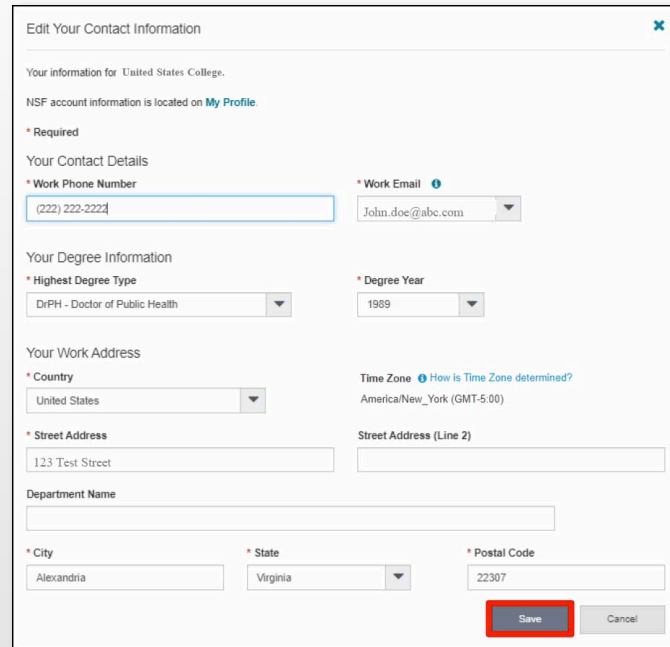 Edit Your Contact Information
Your information for United States College.
NSF account information is located on My Profile.
* Required
Your Contact Details
* Work Phone Number * Work Email
(222) 222-2222 John.doe@abc.com
Your Degree Information
* Highest Degree Type * Degree Year
DrPH - Doctor of Public Health 1989
Your Work Address
* Country Time Zone How is Time Zone determined?
United States America/New_York (GMT-5:00)
* Street Address Street Address (Line 2)
123 Test Street
Department Name
* City * State * Postal Code
Alexandria Virginia 22307
Save Cancel